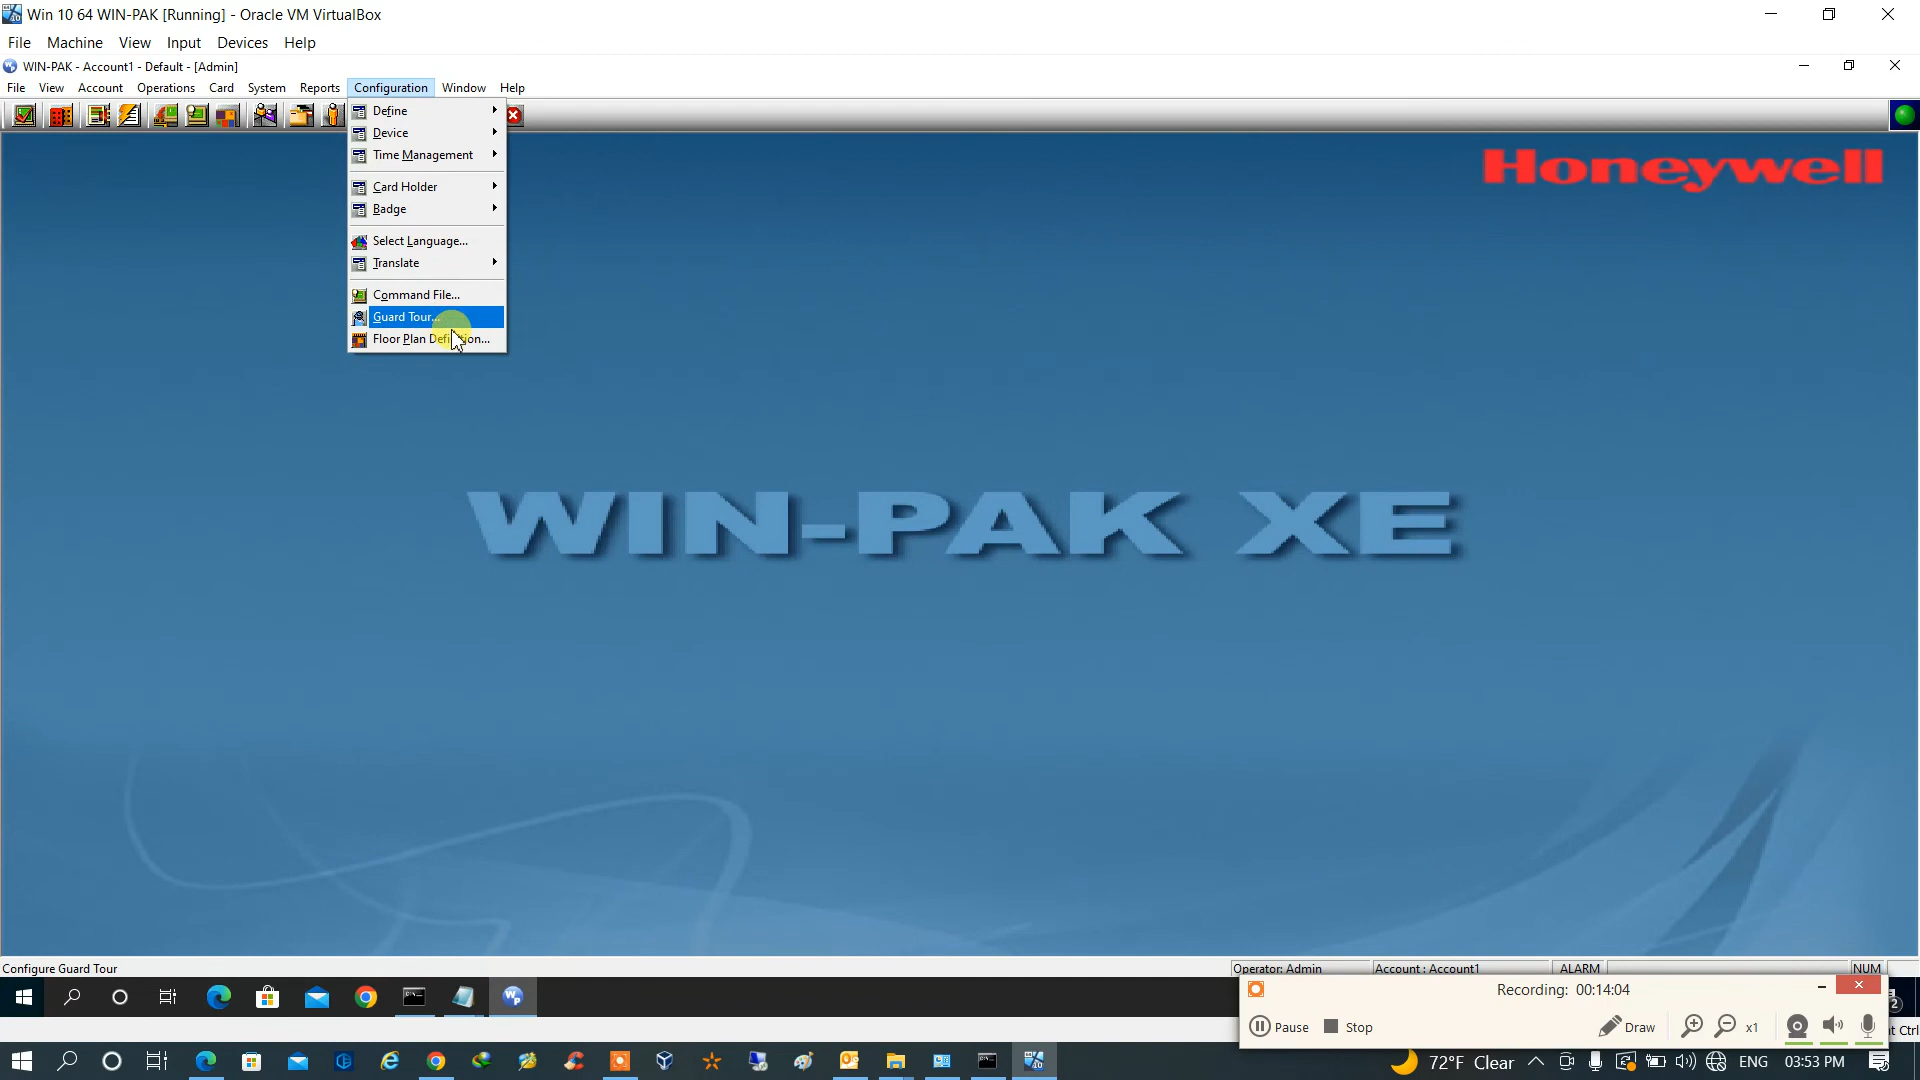 Win 10 64 WIN-PAK [Running] - Oracle VM VirtualBox
File Machine View Input Devices Help
WIN-PAK - Account1 - Default - [Admin]
File View Account Operations Card System Reports Configuration Window Help
Define
Device
Time Management
Card Holder
Badge
Select Language...
Translate
Command File...
Guard Tour...
Floor Plan on...
Honeywell
WIN-PAK XE
Configure Guard Tour
Operator: Admin Account : Account1 ALARM NUM
Recording: 00:14:04
Pause Stop Draw x1
2
Ctrl
72°F Clear ENG 03:53 PM